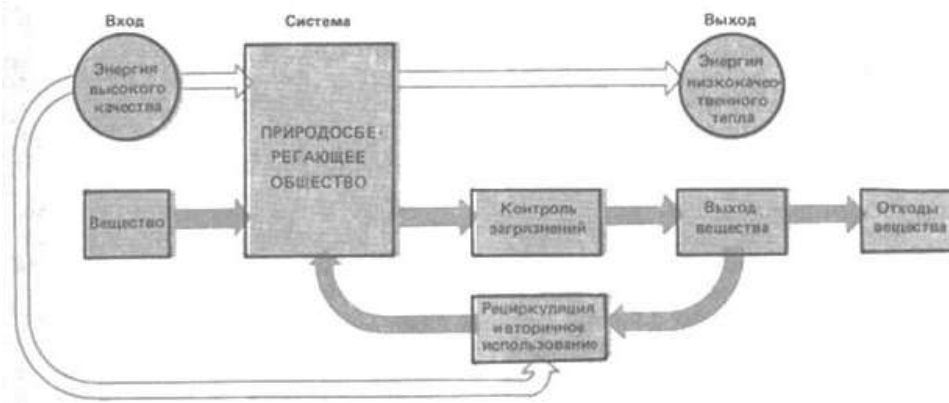 Вход
Система
Выход
Энергия
высокого
качества
ПРИРОДОСБЕ-
РЕГАЮЩЕЕ
ОБЩЕСТВО
Энергия
низкокачес-
твенного
тепла
Вещество
Контроль
загрязнений
Выход
вещества
Отходы
вещества
Рециркуляция
и вторичное
использование